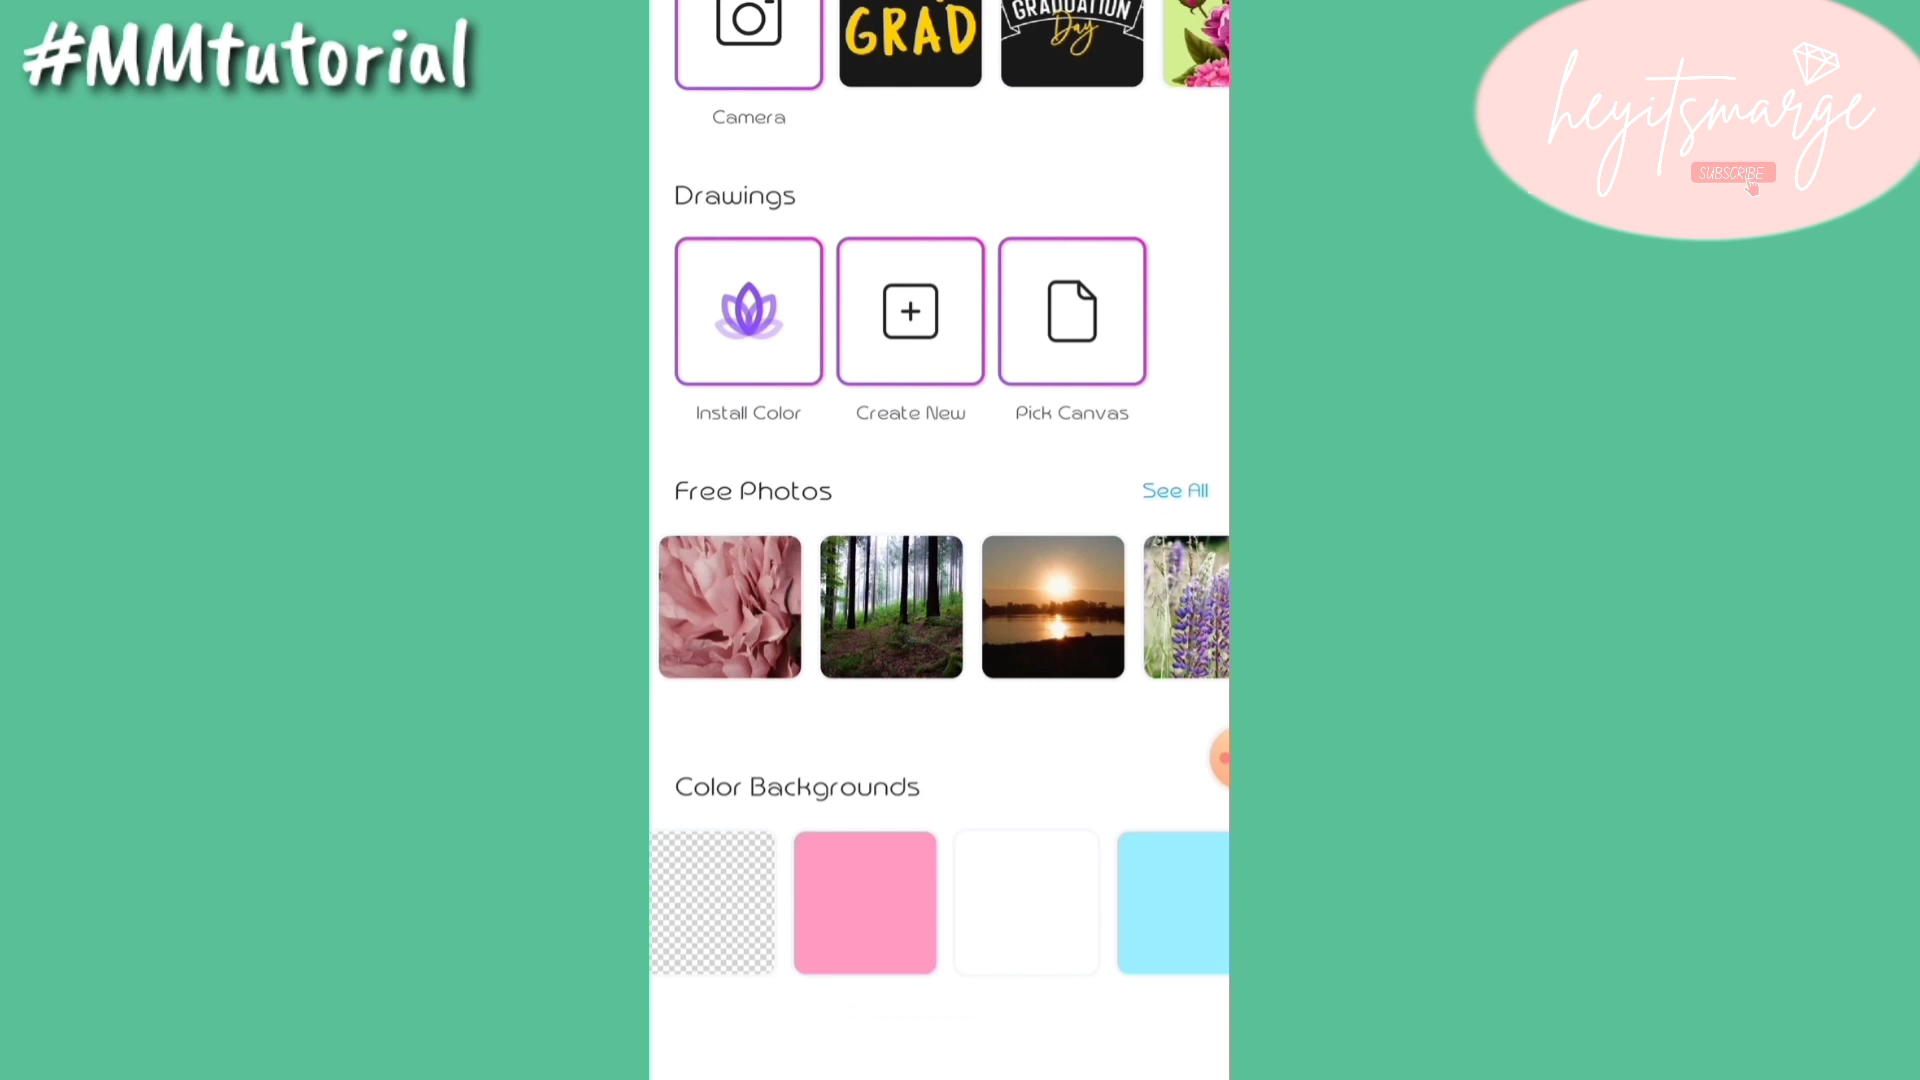 #MMtutorial
heyitsmarge
SUBSCRIBE
GRAD
GRADUATION
Day
Camera
Drawings
Install Color
Create New
Pick Canvas
Free Photos
See All
Color Backgrounds